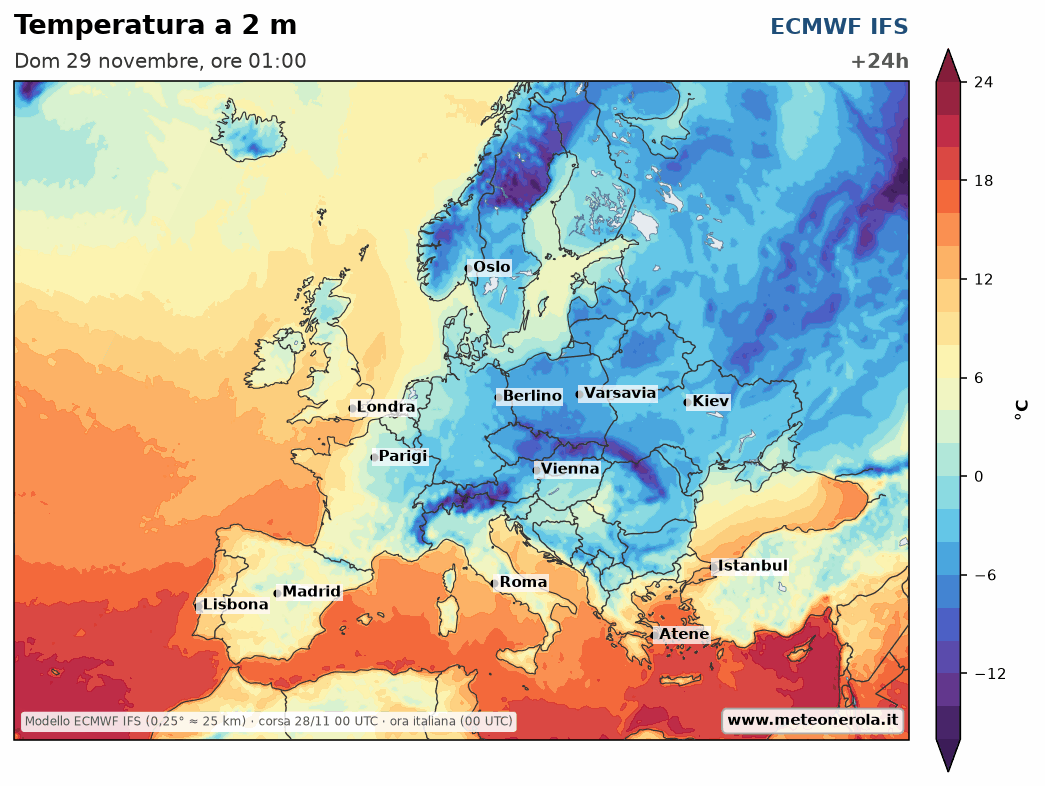 Temperatura a 2 m
ECMWF IFS
Dom 29 novembre, ore 01:00
+24h
24
18
12
6
0
−6
−12
°C
Oslo
Berlino
Varsavia
Kiev
Londra
Parigi
Vienna
Istanbul
Roma
Madrid
Lisbona
Atene
Modello ECMWF IFS (0,25° ≈ 25 km) · corsa 28/11 00 UTC · ora italiana (00 UTC)
www.meteonerola.it